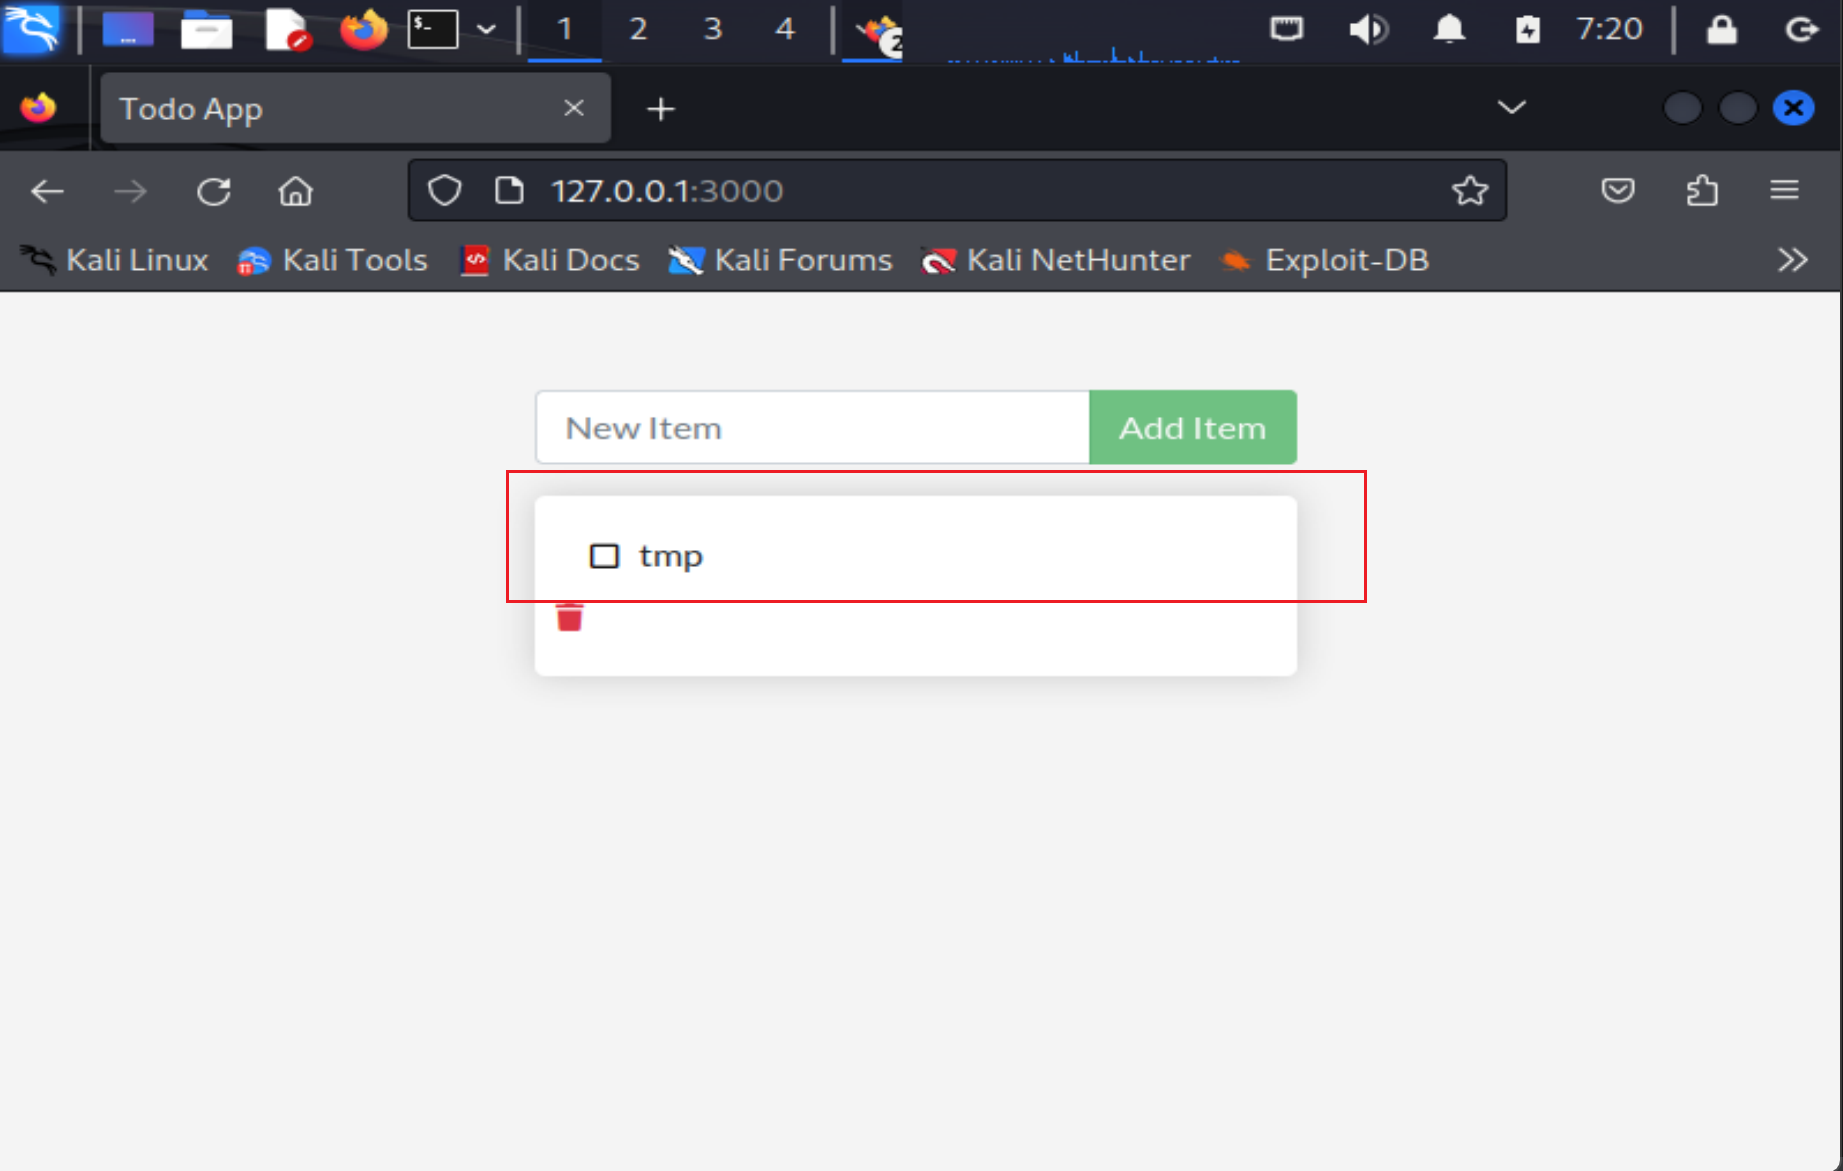 $_ 1 2 3 4 2 7:20
Todo App
127.0.0.1:3000
Kali Linux Kali Tools Kali Docs Kali Forums Kali NetHunter Exploit-DB
New Item Add Item
tmp